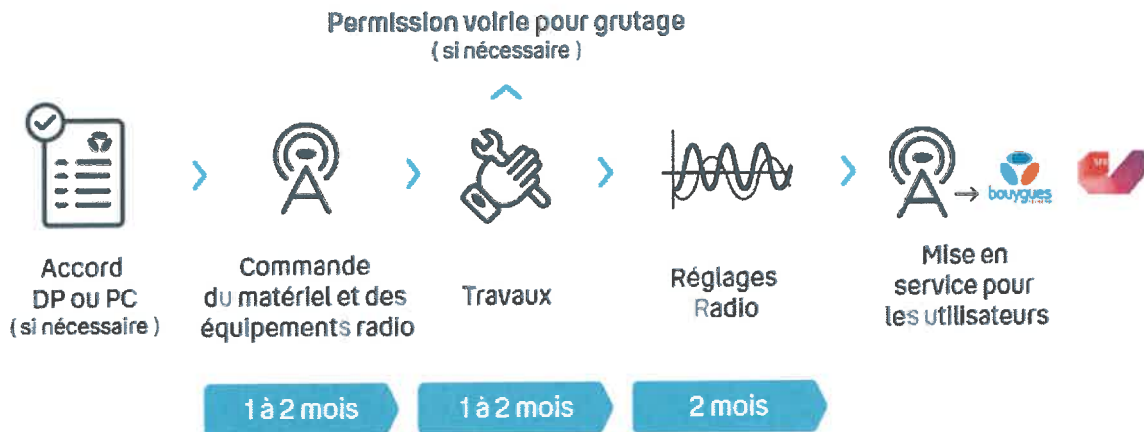 Permission voirie pour grutage
( si nécessaire )
Accord
DP ou PC
( si nécessaire )
Commande
du matériel et des
équipements radio
Travaux
Réglages
Radio
bouygues
SFR
Mise en
service pour
les utilisateurs
1 à 2 mois
1 à 2 mois
2 mois